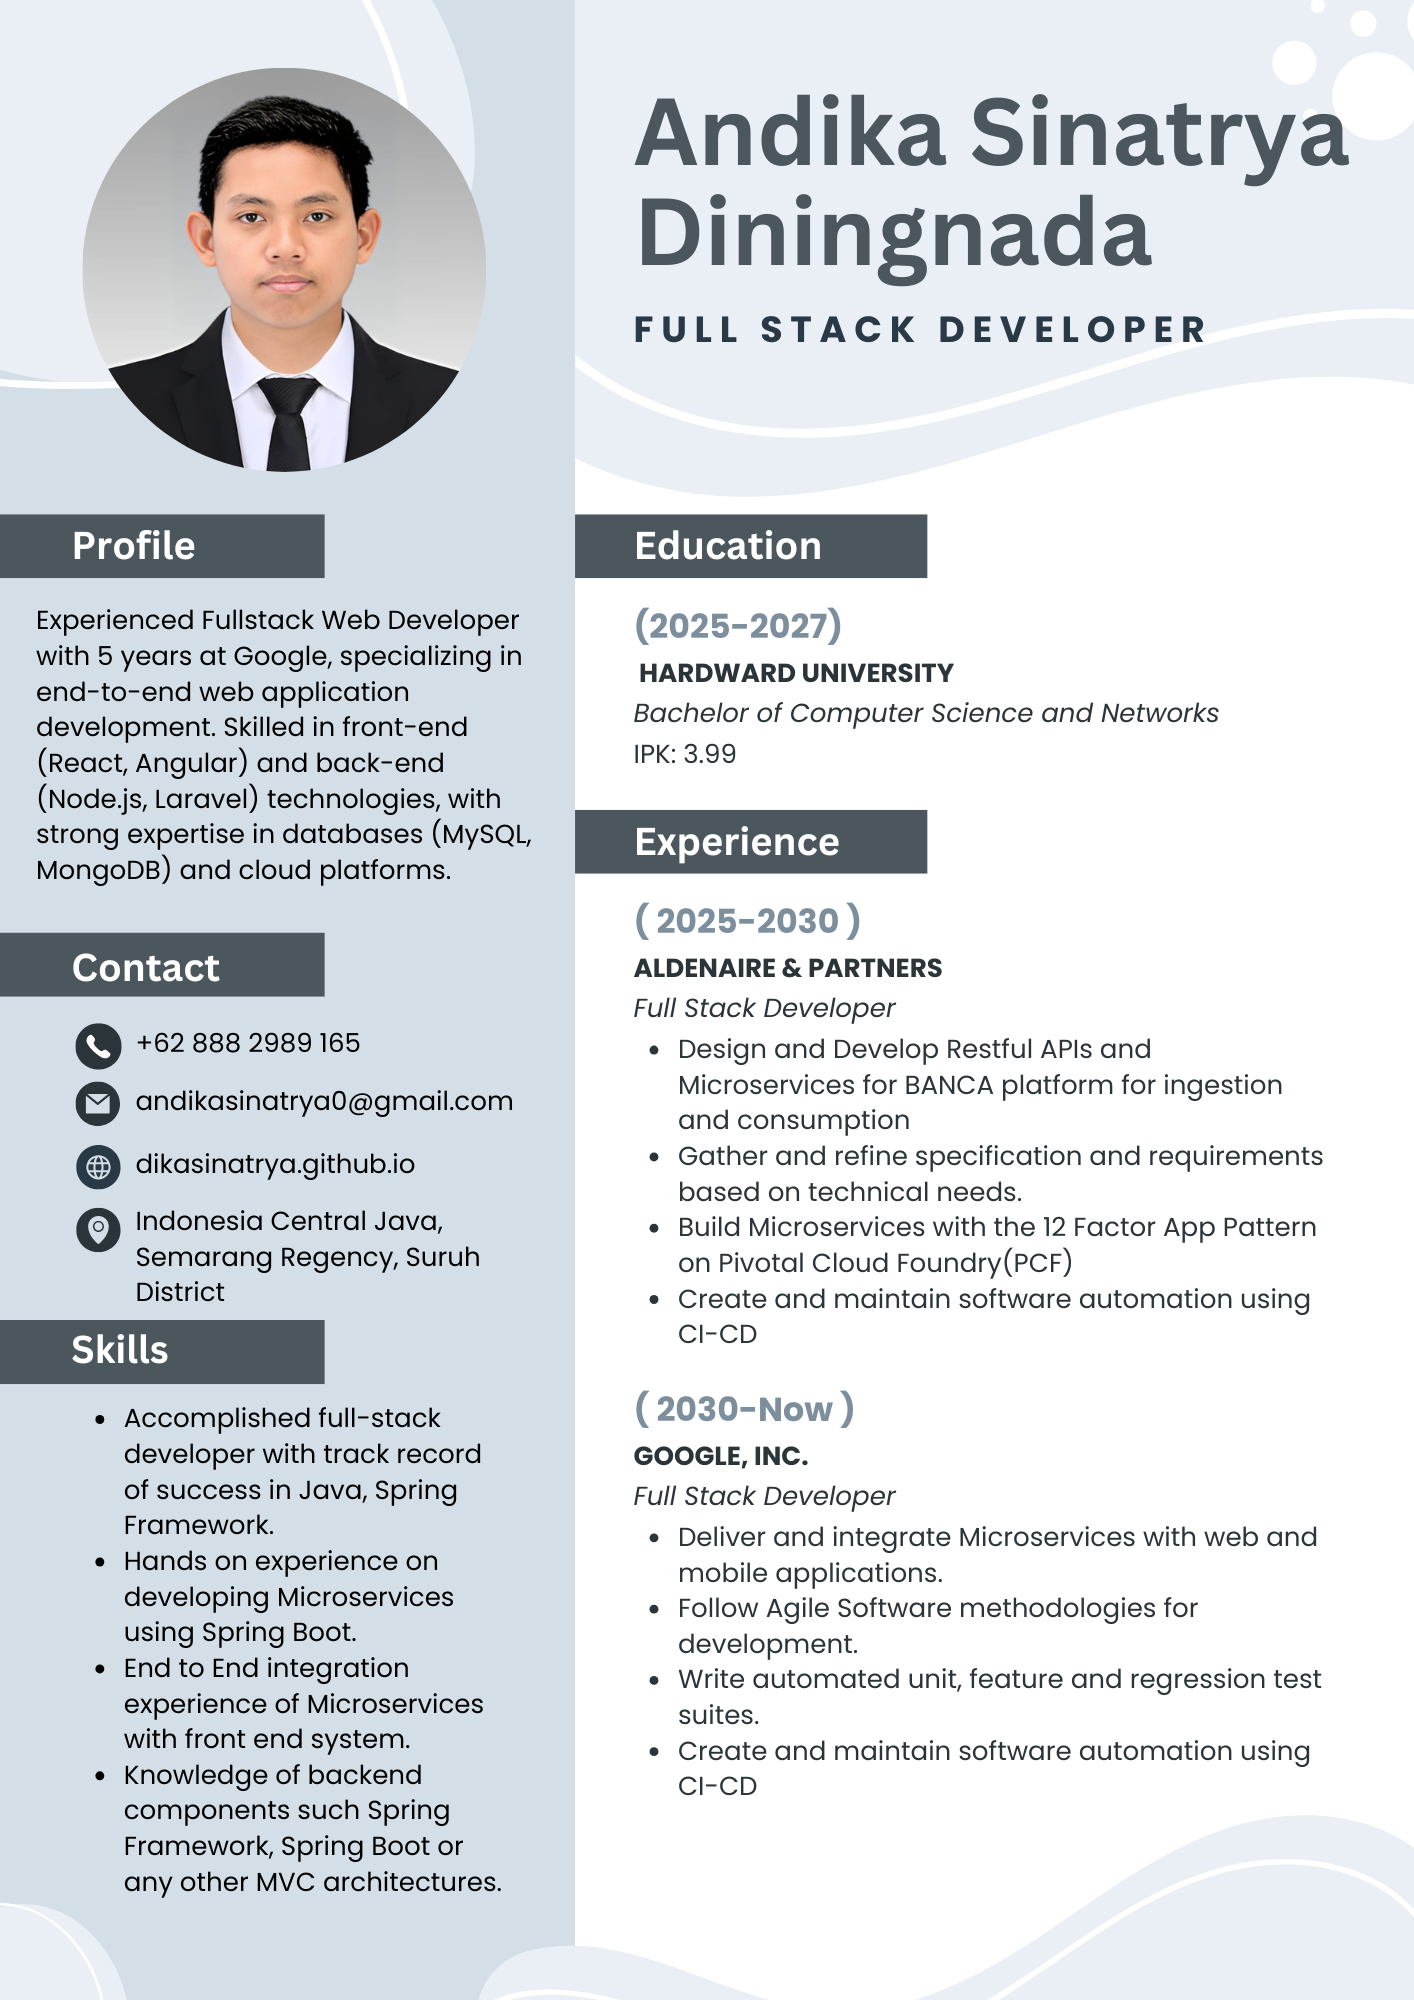 Andika Sinatrya
Diningnada
FULL STACK DEVELOPER
Profile
Experienced Fullstack Web Developer
with 5 years at Google, specializing in
end-to-end web application
development. Skilled in front-end
(React, Angular) and back-end
(Node.js, Laravel) technologies, with
strong expertise in databases (MySQL,
MongoDB) and cloud platforms.
Contact
+62 888 2989 165
andikasinatrya0@gmail.com
dikasinatrya.github.io
Indonesia Central Java,
Semarang Regency, Suruh
District
Skills
• Accomplished full-stack
developer with track record
of success in Java, Spring
Framework.
• Hands on experience on
developing Microservices
using Spring Boot.
• End to End integration
experience of Microservices
with front end system.
• Knowledge of backend
components such Spring
Framework, Spring Boot or
any other MVC architectures.
Education
(2025-2027)
HARDWARD UNIVERSITY
Bachelor of Computer Science and Networks
IPK: 3.99
Experience
( 2025-2030 )
ALDENAIRE & PARTNERS
Full Stack Developer
• Design and Develop Restful APIs and
Microservices for BANCA platform for ingestion
and consumption
• Gather and refine specification and requirements
based on technical needs.
• Build Microservices with the 12 Factor App Pattern
on Pivotal Cloud Foundry(PCF)
• Create and maintain software automation using
CI-CD
( 2030-Now )
GOOGLE, INC.
Full Stack Developer
• Deliver and integrate Microservices with web and
mobile applications.
• Follow Agile Software methodologies for
development.
• Write automated unit, feature and regression test
suites.
• Create and maintain software automation using
CI-CD